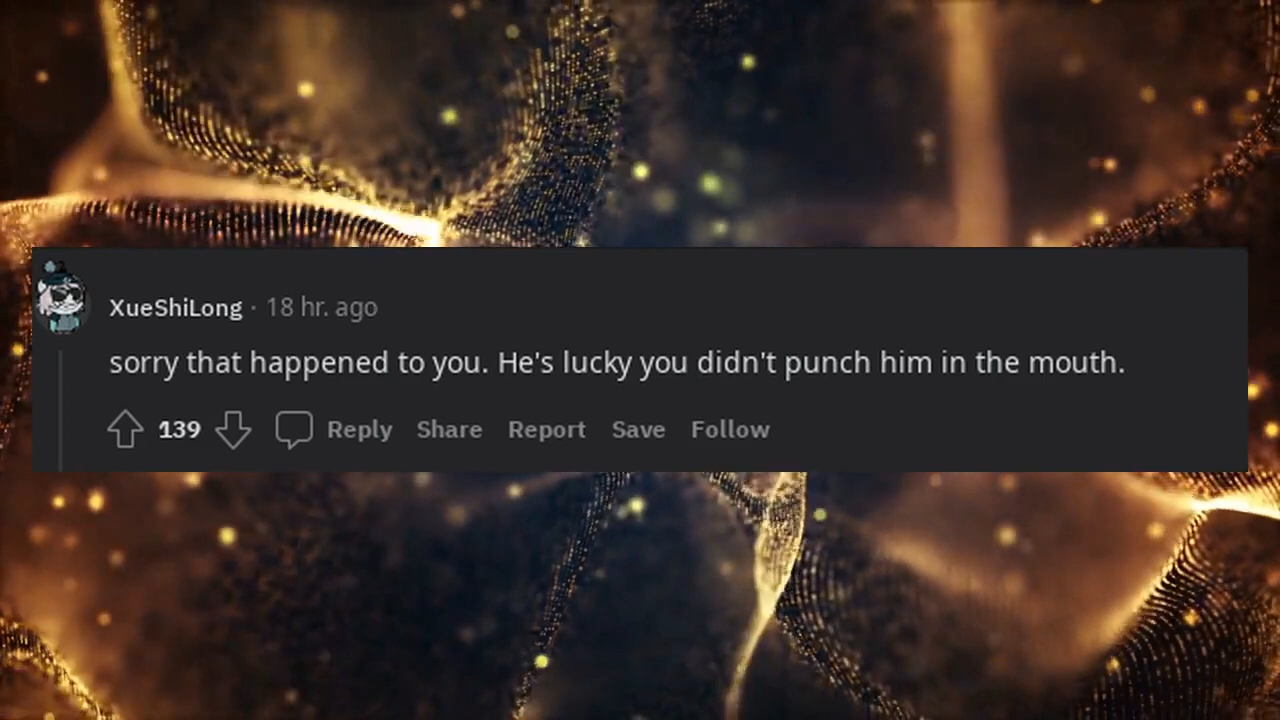 XueShiLong · 18 hr. ago
sorry that happened to you. He's lucky you didn't punch him in the mouth.
139 Reply Share Report Save Follow